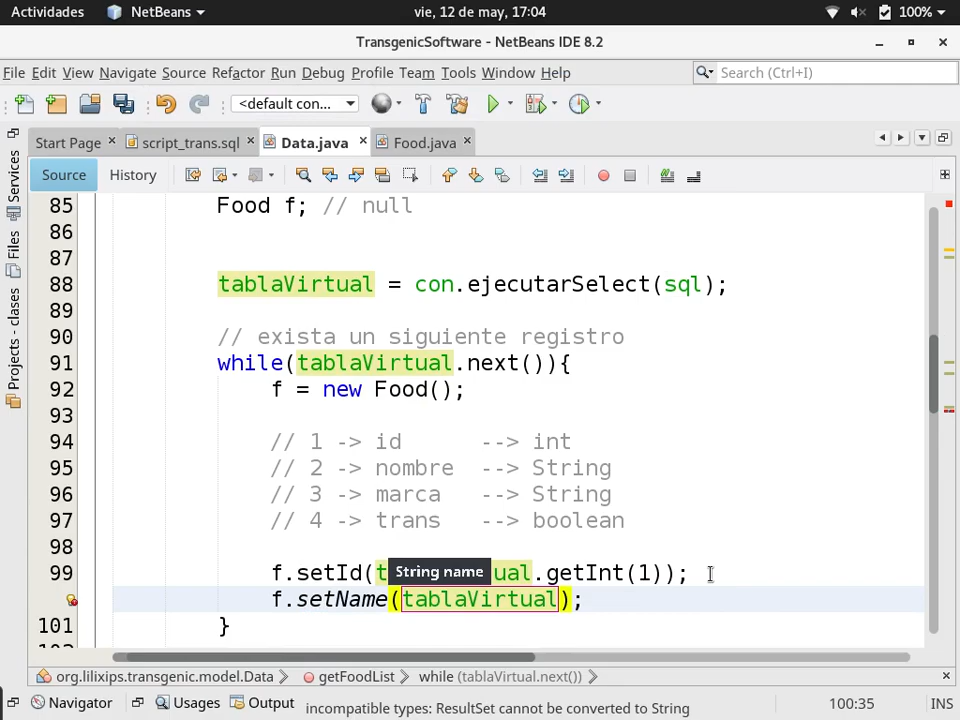 Actividades NetBeans vie, 12 de may, 17:04 100%
TransgenicSoftware - NetBeans IDE 8.2
File Edit View Navigate Source Refactor Run Debug Profile Team Tools Window Help Search (Ctrl+I)
<default con...
Start Page script_trans.sql Data.java Food.java
Source History
Services
Files
Projects - clases
85 Food f; // null
86
87
88 tablaVirtual = con.ejecutarSelect(sql);
89
90 // exista un siguiente registro
91 while(tablaVirtual.next()){
92 f = new Food();
93
94 // 1 -> id --> int
95 // 2 -> nombre --> String
96 // 3 -> marca --> String
97 // 4 -> trans --> boolean
98
String name
99 f.setId(t ual.getInt(1));
f.setName(tablaVirtual);
101 }
org.lilixips.transgenic.model.Data getFoodList while (tablaVirtual.next())
Navigator Usages Output incompatible types: ResultSet cannot be converted to String 100:35 INS